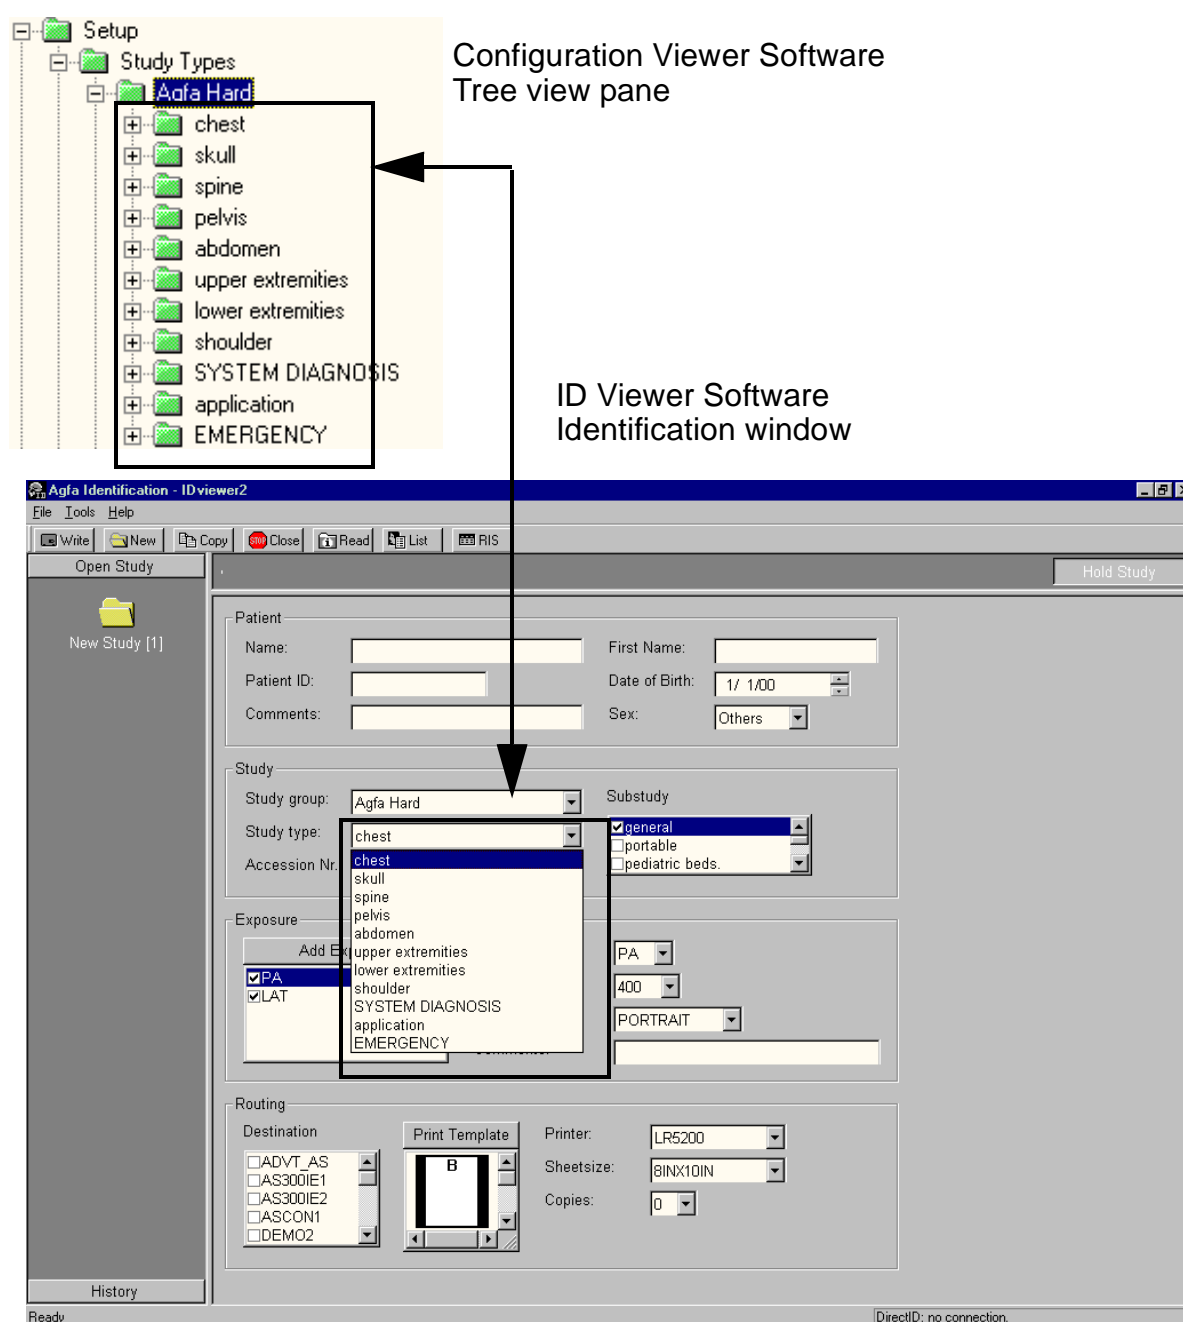 Setup
Study Types
Agfa Hard
chest
skull
spine
pelvis
abdomen
upper extremities
lower extremities
shoulder
SYSTEM DIAGNOSIS
application
EMERGENCY
Configuration Viewer Software
Tree view pane
ID Viewer Software
Identification window
Agfa Identification - IDviewer2
File Tools Help
Write New Copy STOP Close Read List RIS
Open Study
Hold Study
New Study [1]
Patient
Name:
First Name:
Patient ID:
Date of Birth: 1/ 1/00
Comments:
Sex: Others
Study
Study group: Agfa Hard
Substudy
general
portable
pediatric beds.
Study type: chest
Accession Nr.
chest
skull
spine
pelvis
abdomen
upper extremities
lower extremities
shoulder
SYSTEM DIAGNOSIS
application
EMERGENCY
Exposure
Add
PA
LAT
PA
400
PORTRAIT
Routing
Destination
ADVT_AS
AS300IE1
AS300IE2
ASCON1
DEMO2
Print Template
B
Printer: LR5200
Sheetsize: 8INX10IN
Copies: 0
History
Ready
DirectID: no connection.